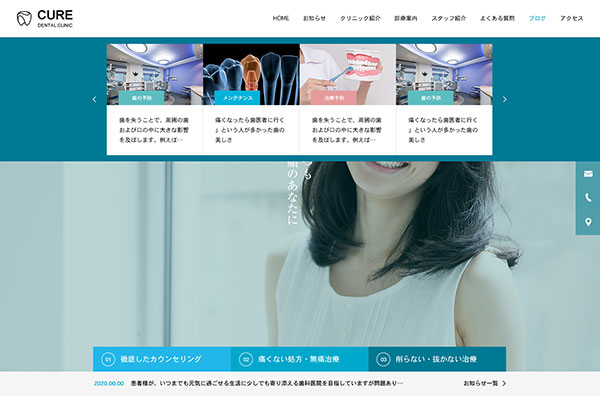 CURE
DENTAL CLINIC
HOME お知らせ クリニック紹介 診療案内 スタッフ紹介 よくある質問 ブログ アクセス
歯の予防
歯を失うことで、周囲の歯
および口の中に大きな影響
を及ぼします。例えば…
メンテナンス
痛くなったら歯医者に行く
」という人が多かった歯の
美しさ
治療予防
歯を失うことで、周囲の歯
および口の中に大きな影響
を及ぼします。例えば…
歯の予防
痛くなったら歯医者に行く
」という人が多かった歯の
美しさ
つも
顔のあなたに
01 徹底したカウンセリング
02 痛くない処方・無痛治療
03 削らない・抜かない治療
2020.00.00 患者様が、いつまでも元気に過ごせる生活に少しでも寄り添える歯科医院を目指していますが問題あり…
お知らせ一覧